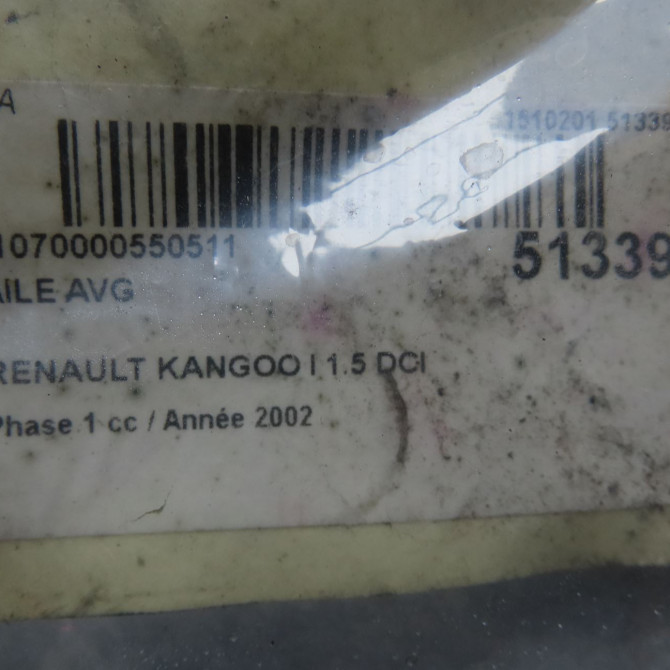 A
1510201 51339
1070000550511
51339
AILE AVG
RENAULT KANGOO I 1.5 DCI
Phase 1 cc / Année 2002